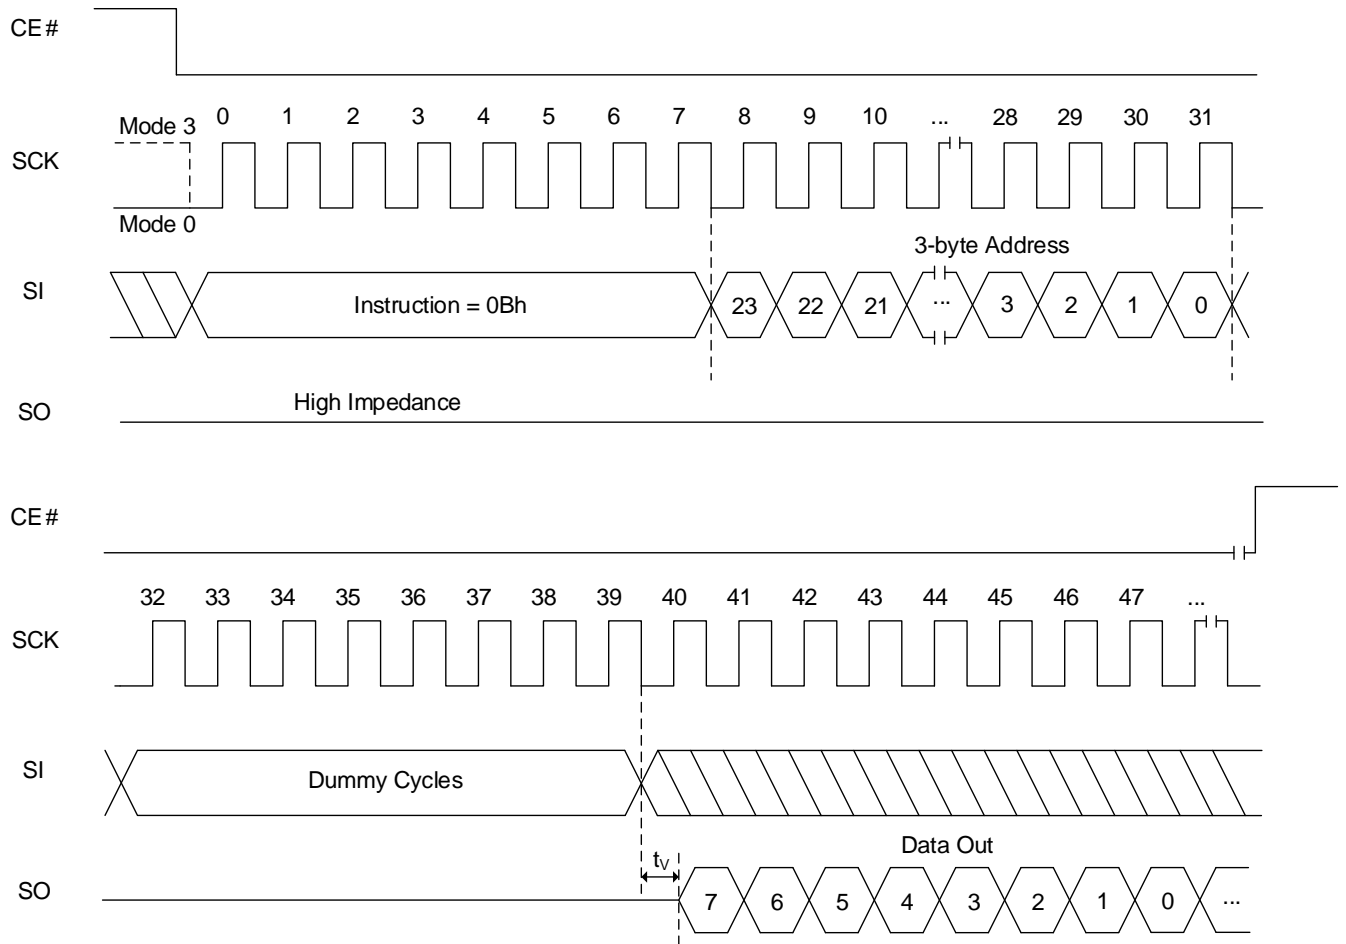 CE#
Mode 3 0 1 2 3 4 5 6 7 8 9 10 ... 28 29 30 31
SCK
Mode 0
3-byte Address
SI Instruction = 0Bh 23 22 21 ... 3 2 1 0
SO High Impedance
CE#
32 33 34 35 36 37 38 39 40 41 42 43 44 45 46 47 ...
SCK
SI Dummy Cycles
Data Out
tV
SO 7 6 5 4 3 2 1 0 ...